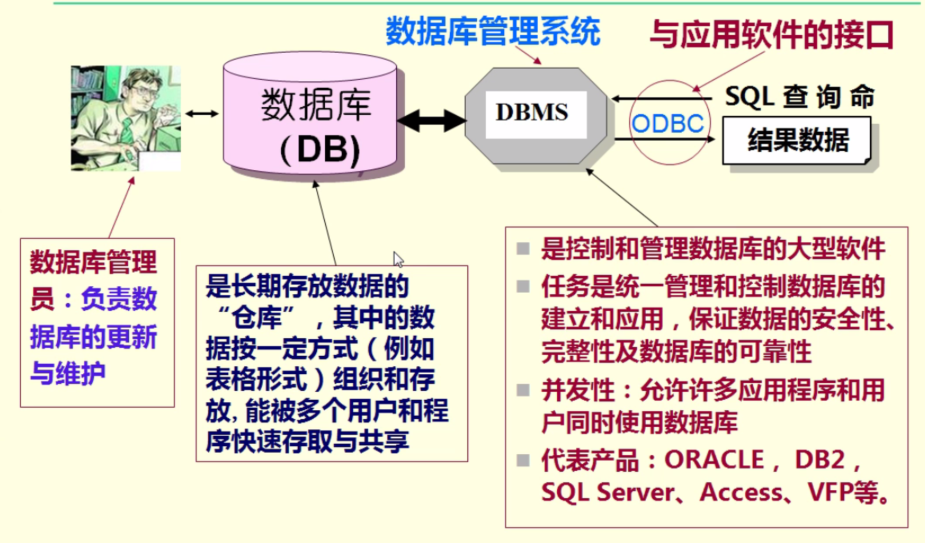 数据库管理系统
与应用软件的接口
数据库
（DB)
DBMS
ODBC
SQL 查 询 命
结果数据
数据库管理
员：负责数
据库的更新
与维护
是长期存放数据的
“仓库”，其中的数
据按一定方式（例如
表格形式）组织和存
放, 能被多个用户和程
序快速存取与共享
是控制和管理数据库的大型软件
任务是统一管理和控制数据库的
建立和应用，保证数据的安全性、
完整性及数据库的可靠性
并发性：允许许多应用程序和用
户同时使用数据库
代表产品：ORACLE， DB2，
SQL Server、Access、VFP等。